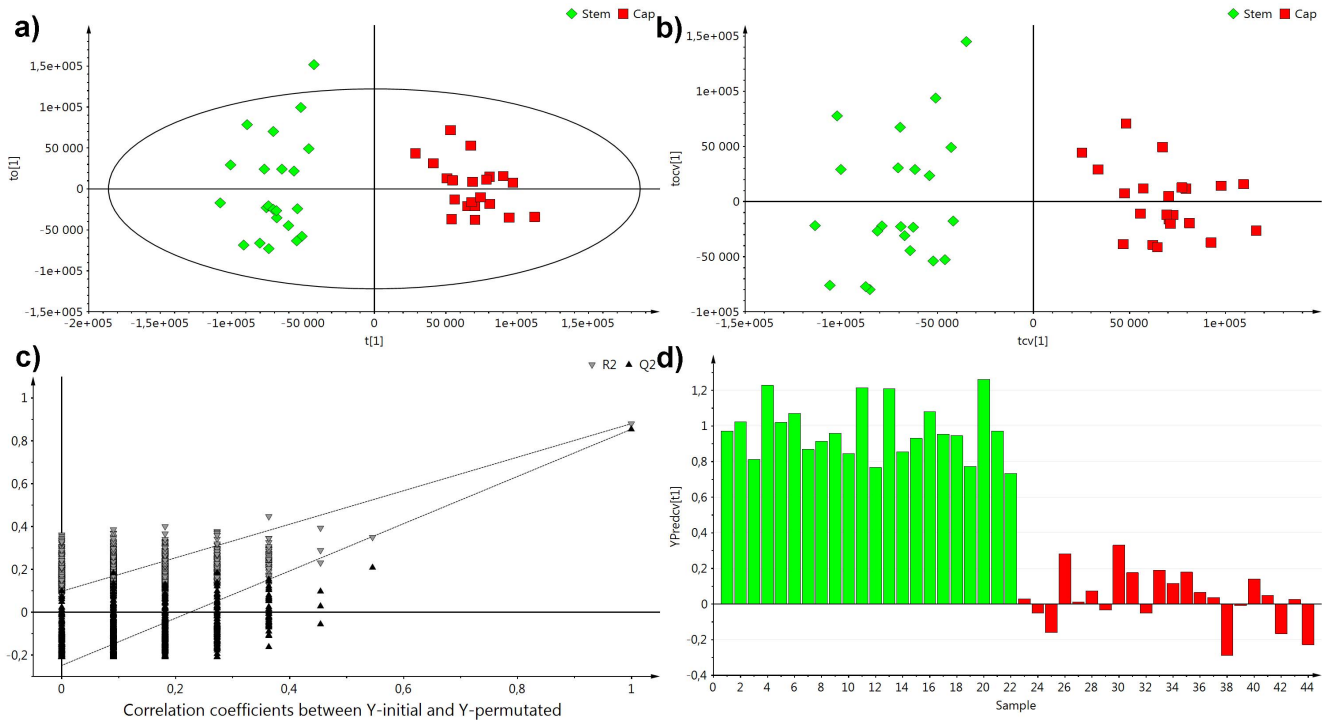 a)
Stem Cap
1,5e+005
1e+005
50 000
0
-50 000
-1e+005
-1,5e+005
-2e+005 -1,5e+005 -1e+005 -50 000 0 50 000 1e+005 1,5e+005
to[1]
t[1]
b)
Stem Cap
1,5e+005
1e+005
50 000
0
-50 000
-1e+005
-1,5e+005 -1e+005 -50 000 0 50 000 1e+005
tocv[1]
tcv[1]
c)
R2 Q2
1
0,8
0,6
0,4
0,2
0
-0,2
0 0,2 0,4 0,6 0,8 1
Correlation coefficients between Y-initial and Y-permutated
d)
1,2
1
0,8
0,6
0,4
0,2
0
-0,2
-0,4
0 2 4 6 8 10 12 14 16 18 20 22 24 26 28 30 32 34 36 38 40 42 44
YPredcv[t1]
Sample